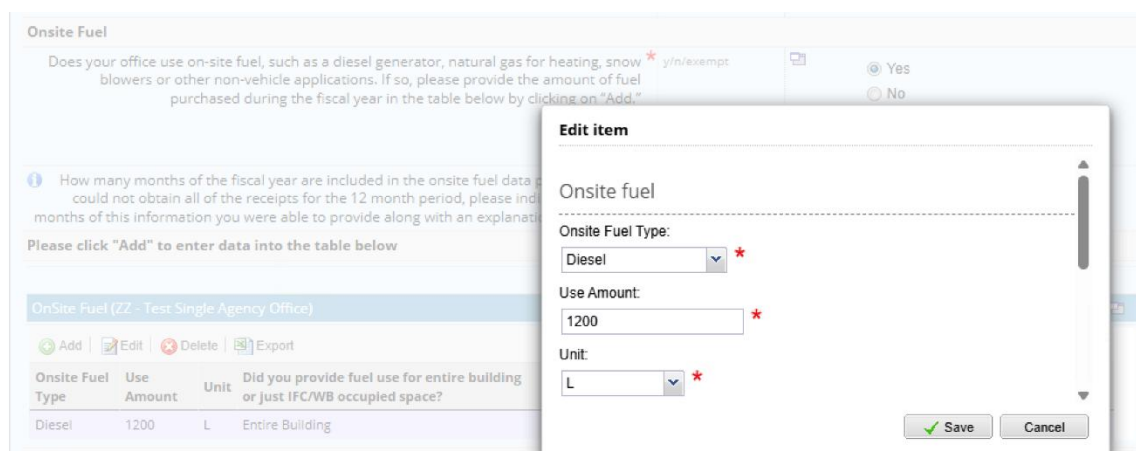 Onsite Fuel
Does your office use on-site fuel, such as a diesel generator, natural gas for heating, snow * y/n/exempt
blowers or other non-vehicle applications. If so, please provide the amount of fuel
purchased during the fiscal year in the table below by clicking on "Add."
Yes
No
How many months of the fiscal year are included in the onsite fuel data
could not obtain all of the receipts for the 12 month period, please
months of this information you were able to provide along with an
Please click "Add" to enter data into the table below
OnSite Fuel (ZZ - Test Single Agency Office)
Add Edit Delete Export
Onsite Fuel Type
Use Amount
Unit
Did you provide fuel use for entire building
or just IFC/WB occupied space?
Diesel 1200 L Entire Building
Edit item
Onsite fuel
Onsite Fuel Type:
Diesel *
Use Amount:
1200 *
Unit:
L *
Save Cancel